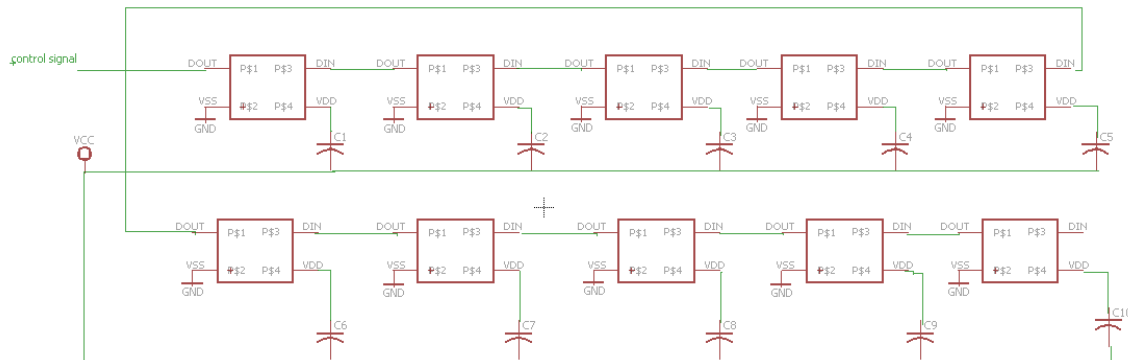 control signal
DOUT P$1 P$3 DIN DOUT P$1 P$3 DIN DOUT P$1 P$3 DIN DOUT P$1 P$3 DIN DOUT P$1 P$3 DIN
VSS P$2 P$4 VDD VSS P$2 P$4 VDD VSS P$2 P$4 VDD VSS P$2 P$4 VDD VSS P$2 P$4 VDD
GND GND GND GND GND
VCC C1 C2 C3 C4 C5
DOUT P$1 P$3 DIN DOUT P$1 P$3 DIN DOUT P$1 P$3 DIN DOUT P$1 P$3 DIN DOUT P$1 P$3 DIN
VSS P$2 P$4 VDD VSS P$2 P$4 VDD VSS P$2 P$4 VDD VSS P$2 P$4 VDD VSS P$2 P$4 VDD
GND GND GND GND GND
C6 C7 C8 C9 C10